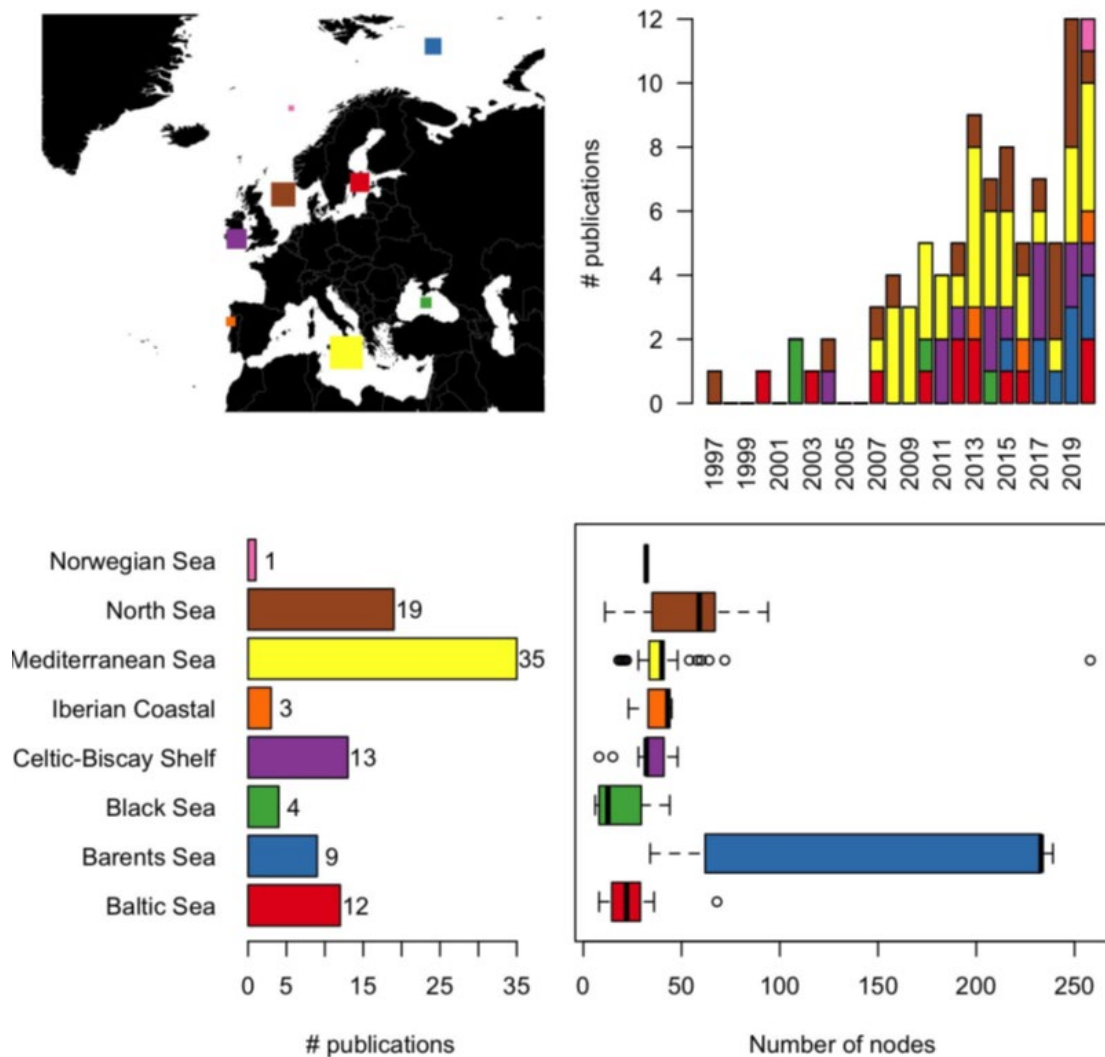 # publications
12
10
8
6
4
2
0
1997
1999
2001
2003
2005
2007
2009
2011
2013
2015
2017
2019
Norwegian Sea 1
North Sea 19
Mediterranean Sea 35
Iberian Coastal 3
Celtic-Biscay Shelf 13
Black Sea 4
Barents Sea 9
Baltic Sea 12
0 5 15 25 35
# publications
0 50 100 150 200 250
Number of nodes